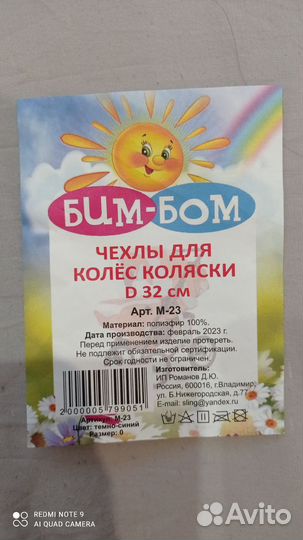 БИМ-БОМ
ЧЕХЛЫ ДЛЯ
КОЛЁС КОЛЯСКИ
D 32 см
Арт. М-23
Материал: полиэфир 100%.
Дата производства: февраль 2023 г.
Перед применением изделие протереть.
Не подлежит обязательной сертификации.
Срок годности не ограничен.
Изготовитель:
ИП Романов Д.Ю.
Россия, 600016, г.Владимир,
ул. Б.Нижегородская, д.77
E-mail: sling@yandex.ru
2000005799051
Артикул: М-23
Цвет: темно-синий
Размер: 0
REDMI NOTE 9
AI QUAD CAMERA
Avito